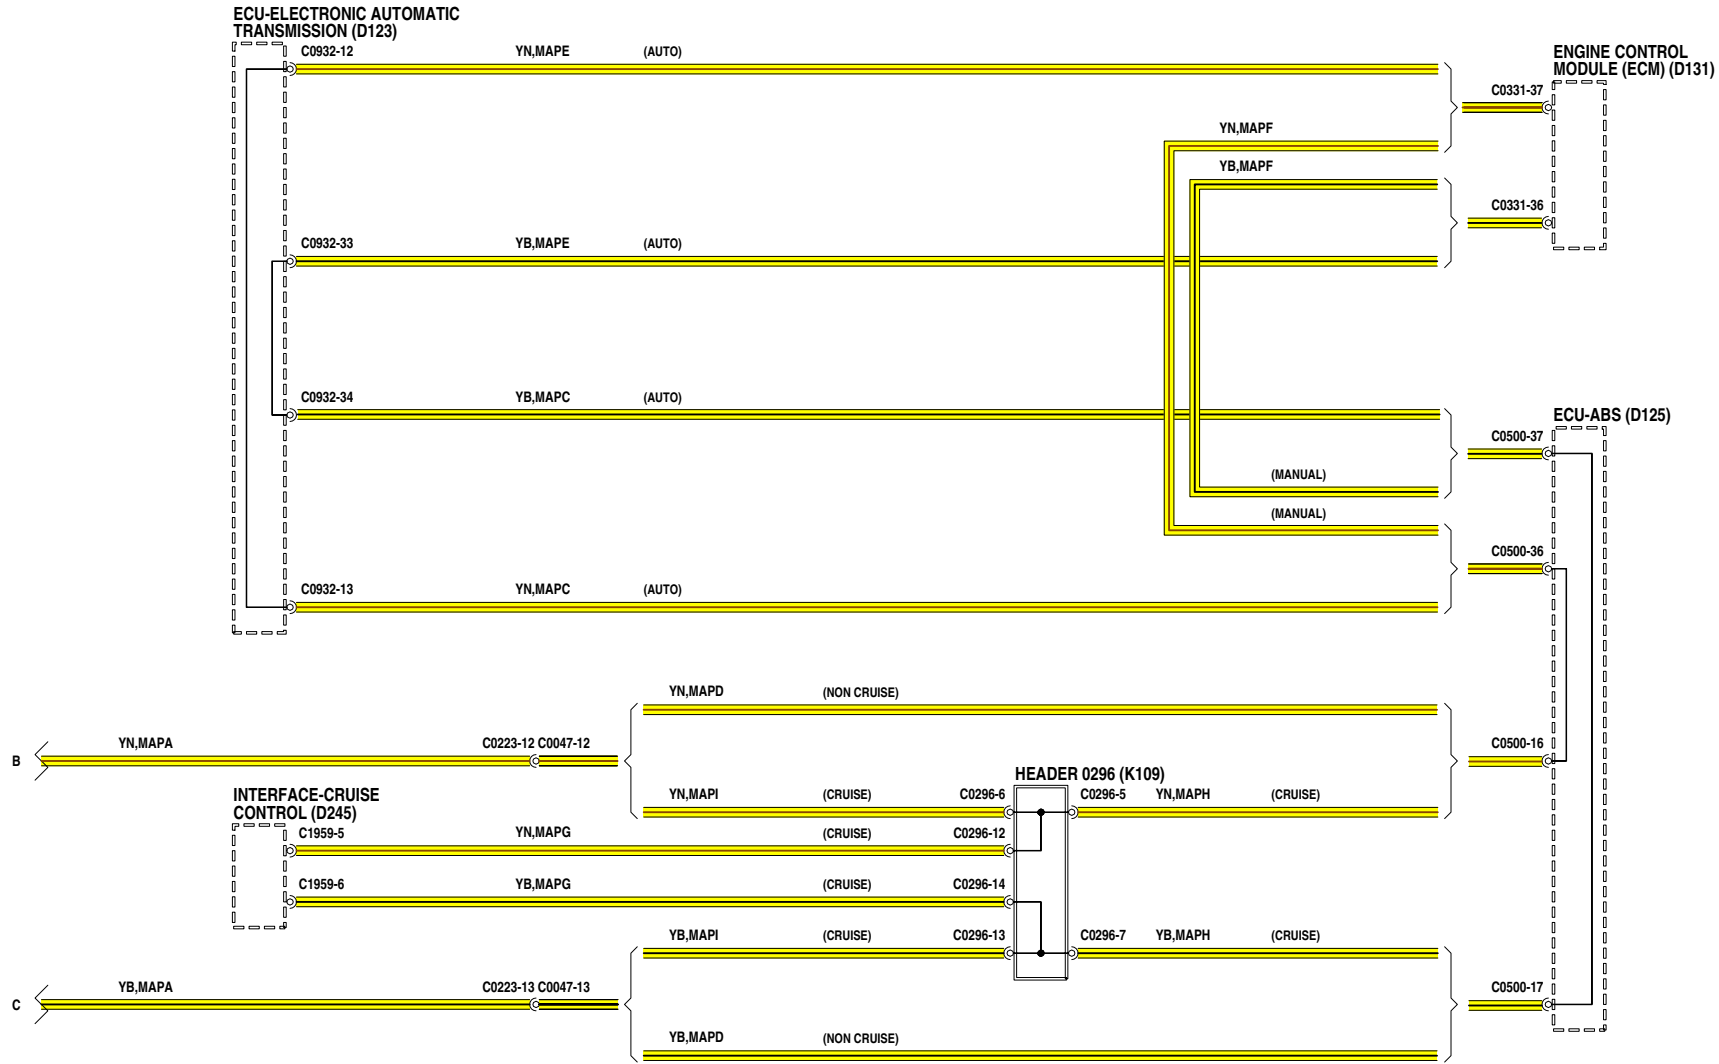 ECU-ELECTRONIC AUTOMATIC
TRANSMISSION (D123)
C0932-12 YN,MAPE (AUTO)
ENGINE CONTROL
MODULE (ECM) (D131)
C0331-37
YN,MAPF
YB,MAPF
C0331-36
C0932-33 YB,MAPE (AUTO)
C0932-34 YB,MAPC (AUTO)
ECU-ABS (D125)
C0500-37
(MANUAL)
(MANUAL)
C0500-36
C0932-13 YN,MAPC (AUTO)
YN,MAPD (NON CRUISE)
B YN,MAPA C0223-12 C0047-12 C0500-16
HEADER 0296 (K109)
INTERFACE-CRUISE
CONTROL (D245)
YN,MAPI (CRUISE) C0296-6 C0296-5 YN,MAPH (CRUISE)
C1959-5 YN,MAPG (CRUISE) C0296-12
C1959-6 YB,MAPG (CRUISE) C0296-14
YB,MAPI (CRUISE) C0296-13 C0296-7 YB,MAPH (CRUISE)
C YB,MAPA C0223-13 C0047-13 C0500-17
YB,MAPD (NON CRUISE)